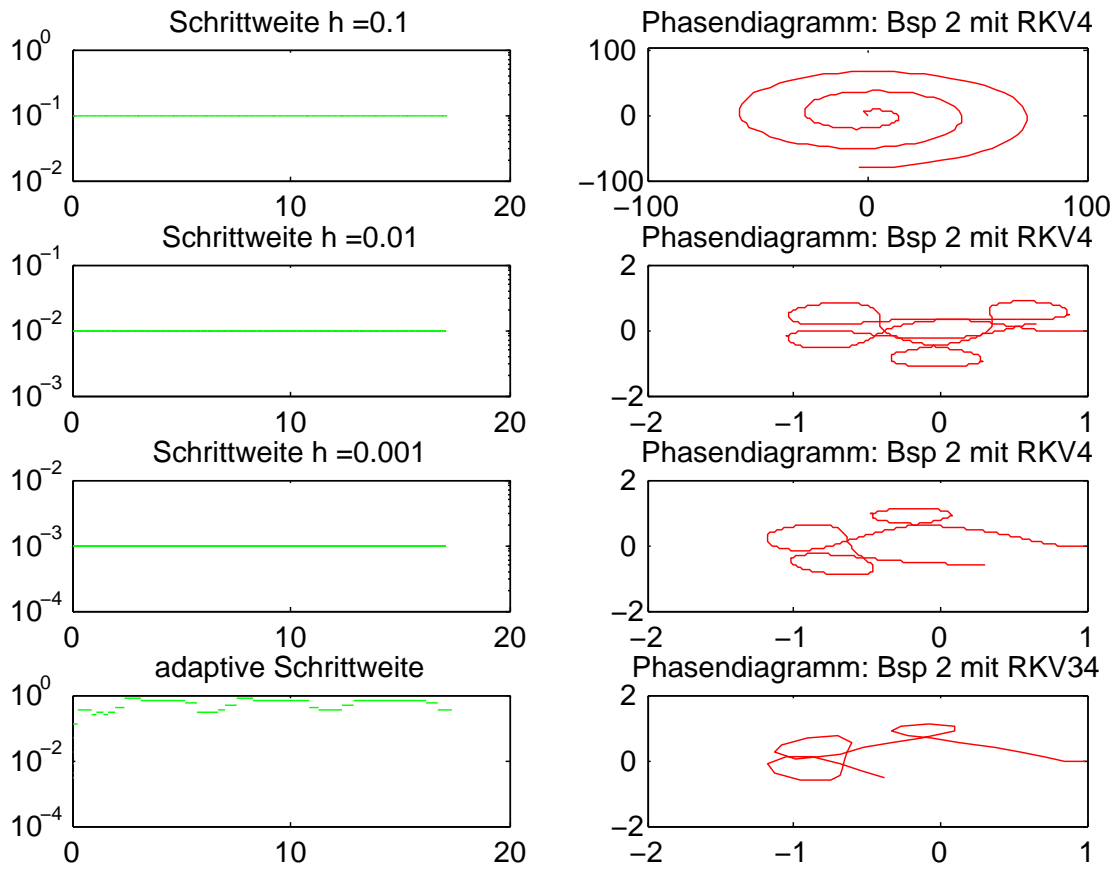 Schrittweite h =0.1
10^0
10^−1
10^−2
0 10 20
Phasendiagramm: Bsp 2 mit RKV4
100
0
−100
−100 0 100
Schrittweite h =0.01
10^−1
10^−2
10^−3
0 10 20
Phasendiagramm: Bsp 2 mit RKV4
2
0
−2
−2 −1 0 1
Schrittweite h =0.001
10^−2
10^−3
10^−4
0 10 20
Phasendiagramm: Bsp 2 mit RKV4
2
0
−2
−2 −1 0 1
adaptive Schrittweite
10^0
10^−2
10^−4
0 10 20
Phasendiagramm: Bsp 2 mit RKV34
2
0
−2
−2 −1 0 1